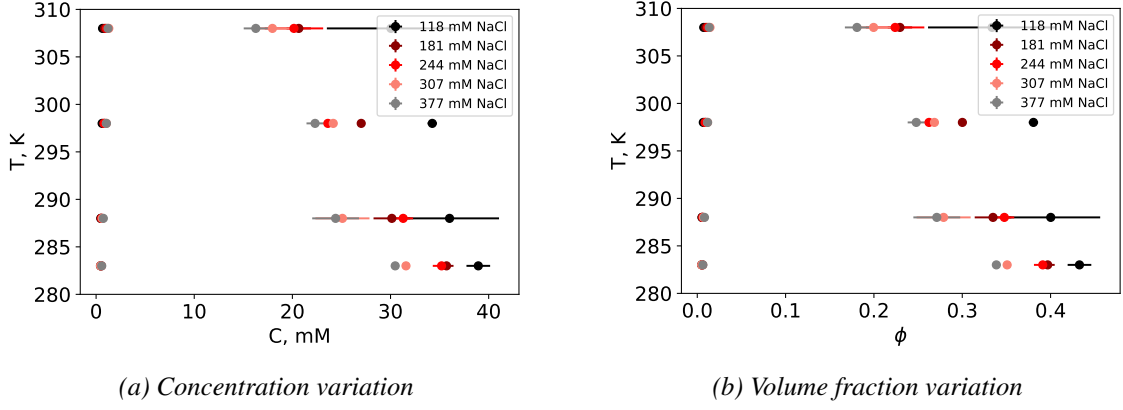 310
305
300
295
290
285
280
T, K
0
10
20
30
40
C, mM
118 mM NaCl
181 mM NaCl
244 mM NaCl
307 mM NaCl
377 mM NaCl
(a) Concentration variation
310
305
300
295
290
285
280
T, K
0.0
0.1
0.2
0.3
0.4
ϕ
118 mM NaCl
181 mM NaCl
244 mM NaCl
307 mM NaCl
377 mM NaCl
(b) Volume fraction variation